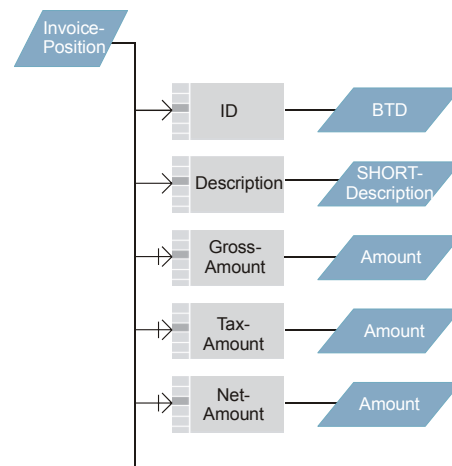 Invoice-
Position
ID
BTD
Description
SHORT-
Description
Gross-
Amount
Amount
Tax-
Amount
Amount
Net-
Amount
Amount